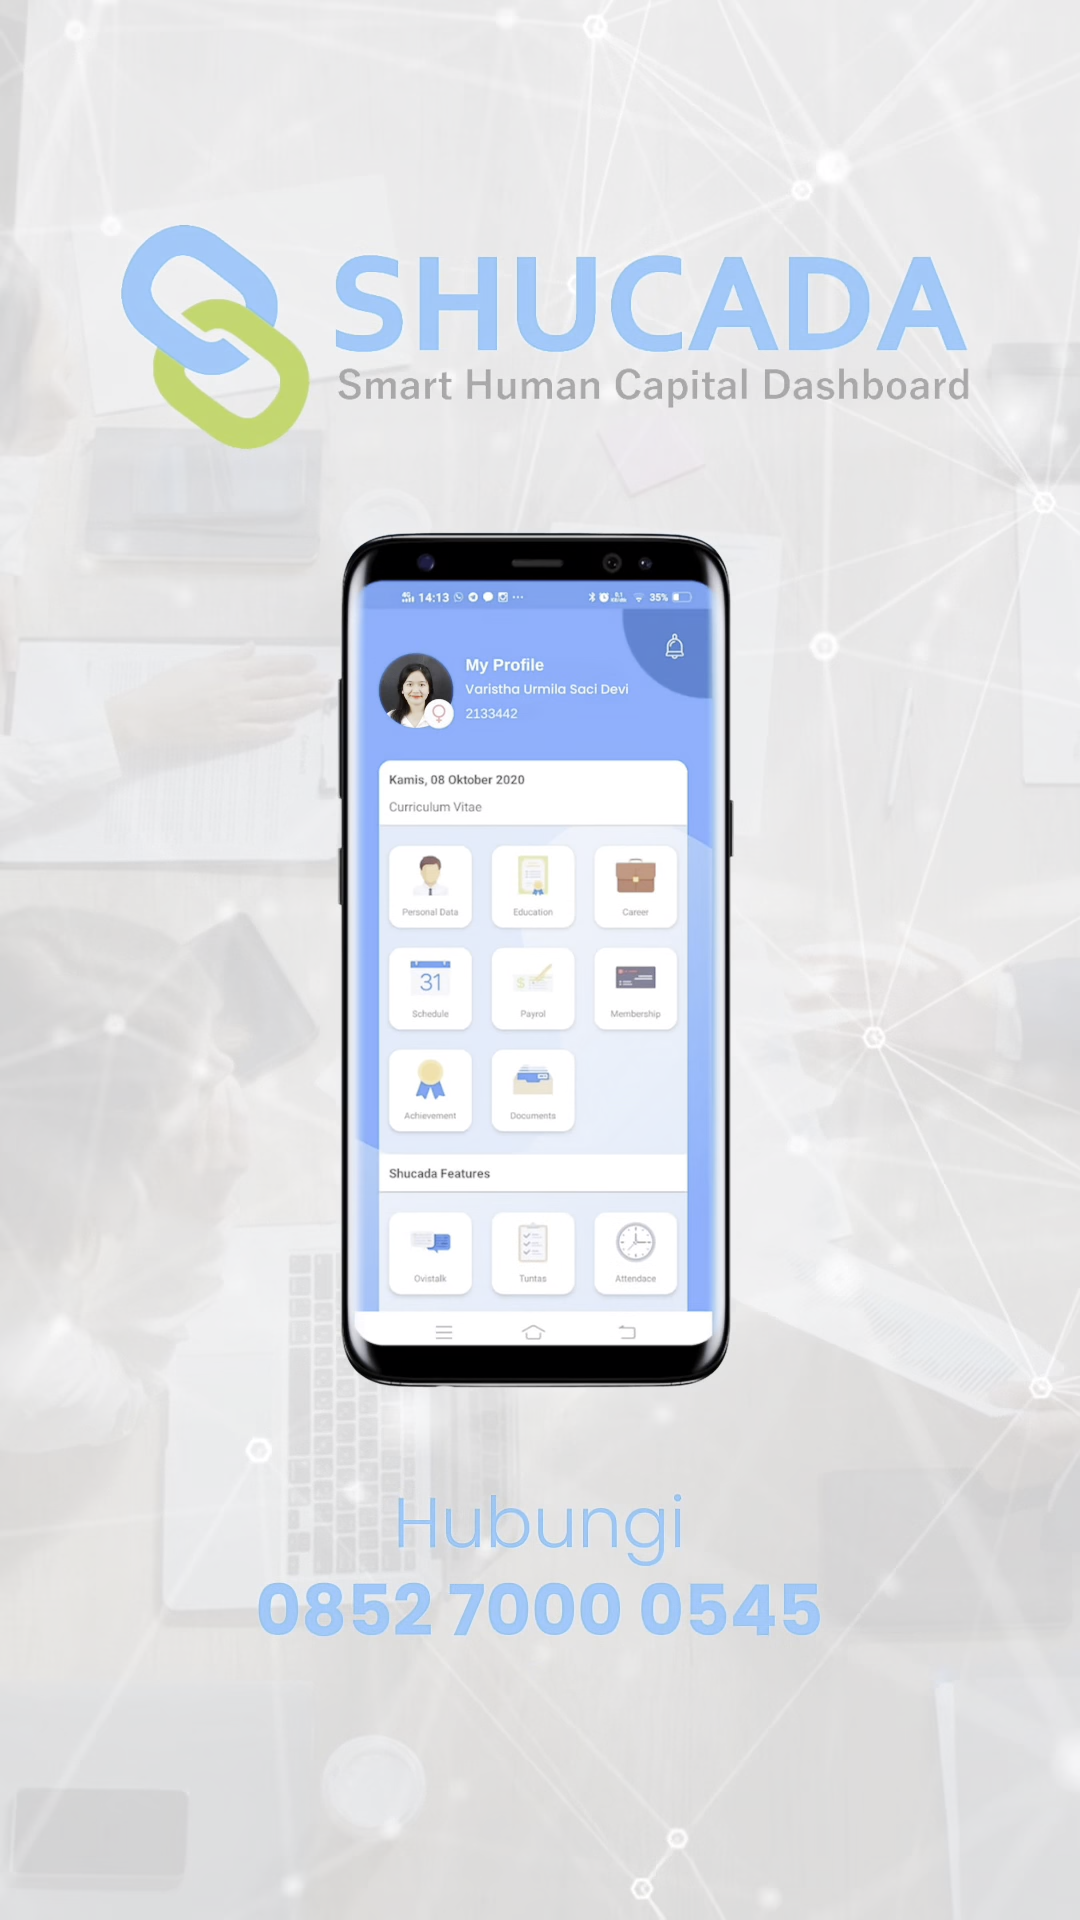 SHUCADA
Smart Human Capital Dashboard
4G 14:13 35%
My Profile
Varistha Urmila Saci Devi
2133442
Kamis, 08 Oktober 2020
Curriculum Vitae
Personal Data Education Career
31
Schedule Payrol Membership
Achievement Documents
Shucada Features
Ovistalk Tuntas Attendace
Hubungi
0852 7000 0545